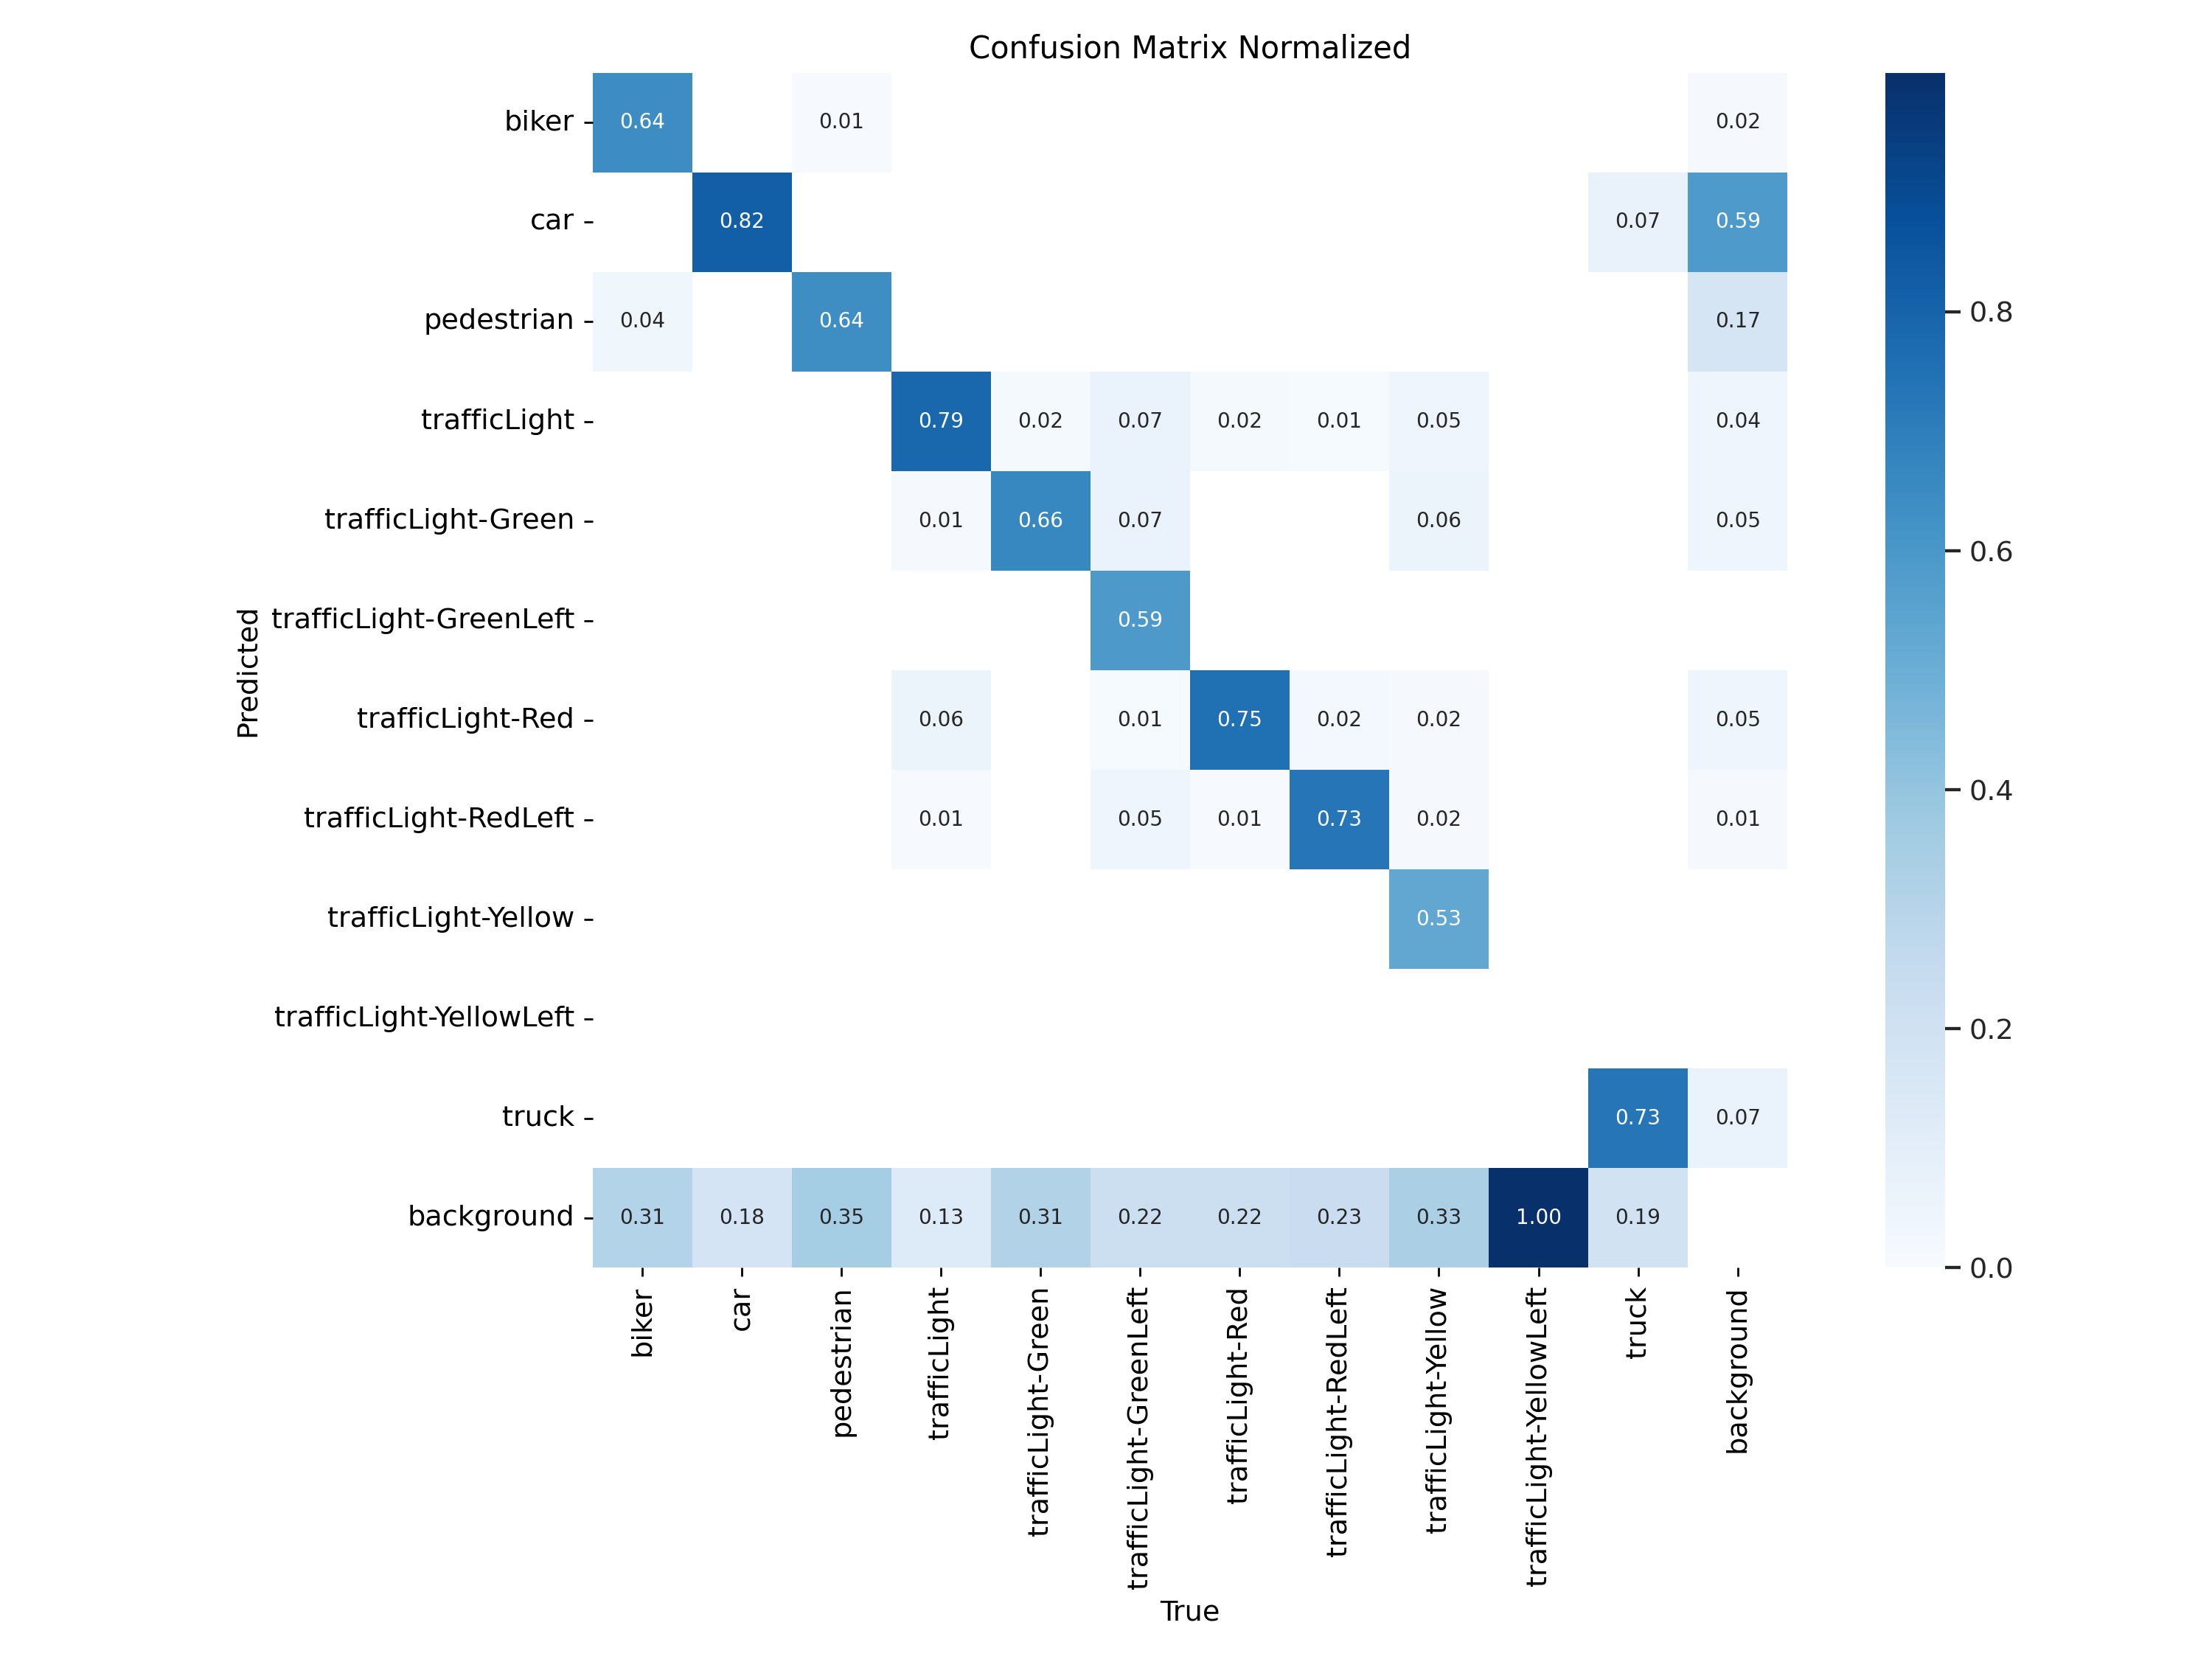 Confusion Matrix Normalized
biker 0.64 0.01 0.02
car 0.82 0.07 0.59
pedestrian 0.04 0.64 0.17
trafficLight 0.79 0.02 0.07 0.02 0.01 0.05 0.04
trafficLight-Green 0.01 0.66 0.07 0.06 0.05
trafficLight-GreenLeft 0.59
trafficLight-Red 0.06 0.01 0.75 0.02 0.02 0.05
trafficLight-RedLeft 0.01 0.05 0.01 0.73 0.02 0.01
trafficLight-Yellow 0.53
trafficLight-YellowLeft
truck 0.73 0.07
background 0.31 0.18 0.35 0.13 0.31 0.22 0.22 0.23 0.33 1.00 0.19
Predicted
biker
car
pedestrian
trafficLight
trafficLight-Green
trafficLight-GreenLeft
trafficLight-Red
trafficLight-RedLeft
trafficLight-Yellow
trafficLight-YellowLeft
truck
background
True
0.8
0.6
0.4
0.2
0.0